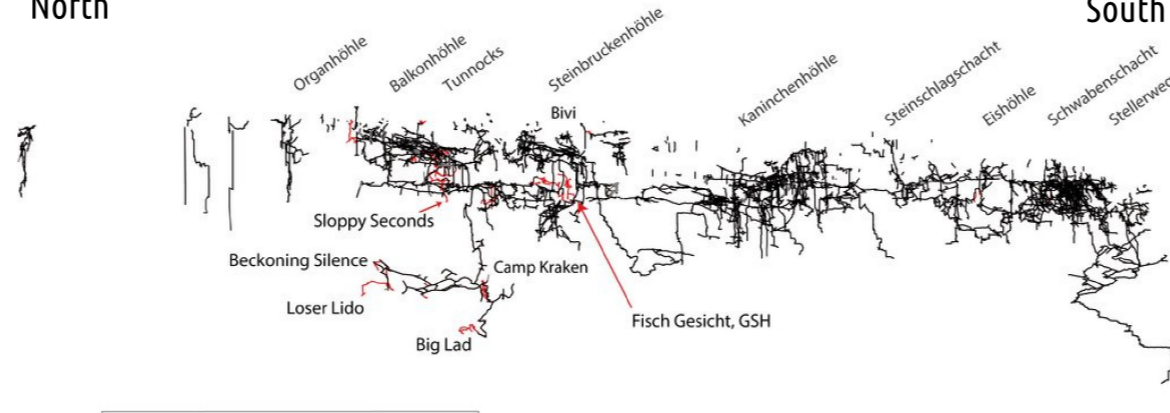 North
South
Organhöhle
Balkonhöhle
Tunnocks
Steinbruckenhöhle
Kaninchenhöhle
Steinschlagschacht
Eishöhle
Schwabenschacht
Stellerweg
Bivi
Sloppy Seconds
Beckoning Silence
Camp Kraken
Loser Lido
Fisch Gesicht, GSH
Big Lad